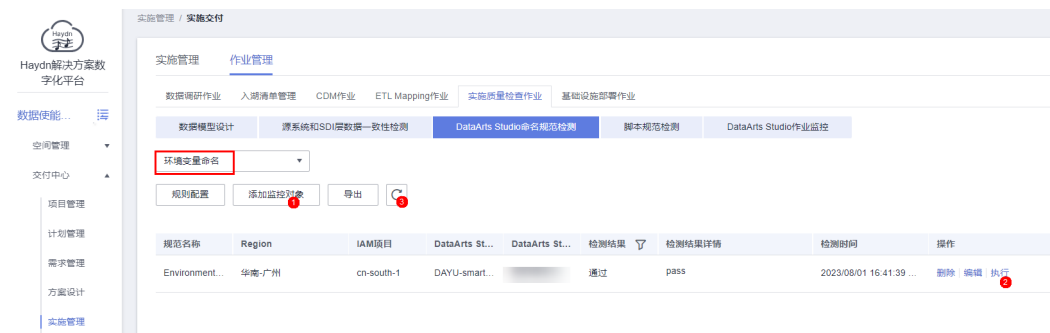 实施管理 / 实施交付
Haydn
Haydn解决方案数
字化平台
数据使能...
空间管理
交付中心
项目管理
计划管理
需求管理
方案设计
实施管理
实施管理 作业管理
数据调研作业 入湖清单管理 CDM作业 ETL Mapping作业 实施质量检查作业 基础设施部署作业
数据模型设计 源系统和SDI层数据一致性检测 DataArts Studio命名规范检测 脚本规范检测 DataArts Studio作业监控
环境变量命名
规则配置 添加监控对象 导出
1 3
规范名称 Region IAM项目 DataArts St... DataArts St... 检测结果 检测结果详情 检测时间 操作
Environment... 华南-广州 cn-south-1 DAYU-smart... 通过 pass 2023/08/01 16:41:39 ... 删除 编辑 执行
2